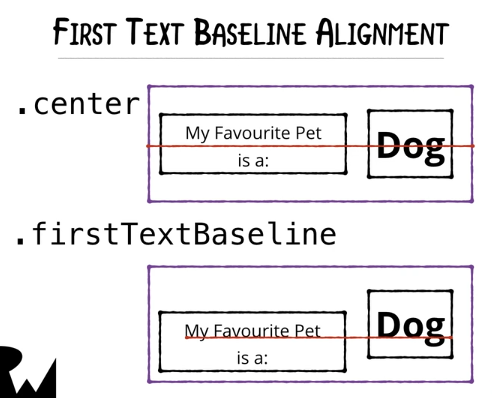 First Text Baseline Alignment
.center
My Favourite Pet
is a:
Dog
.firstTextBaseline
My Favourite Pet
is a:
Dog